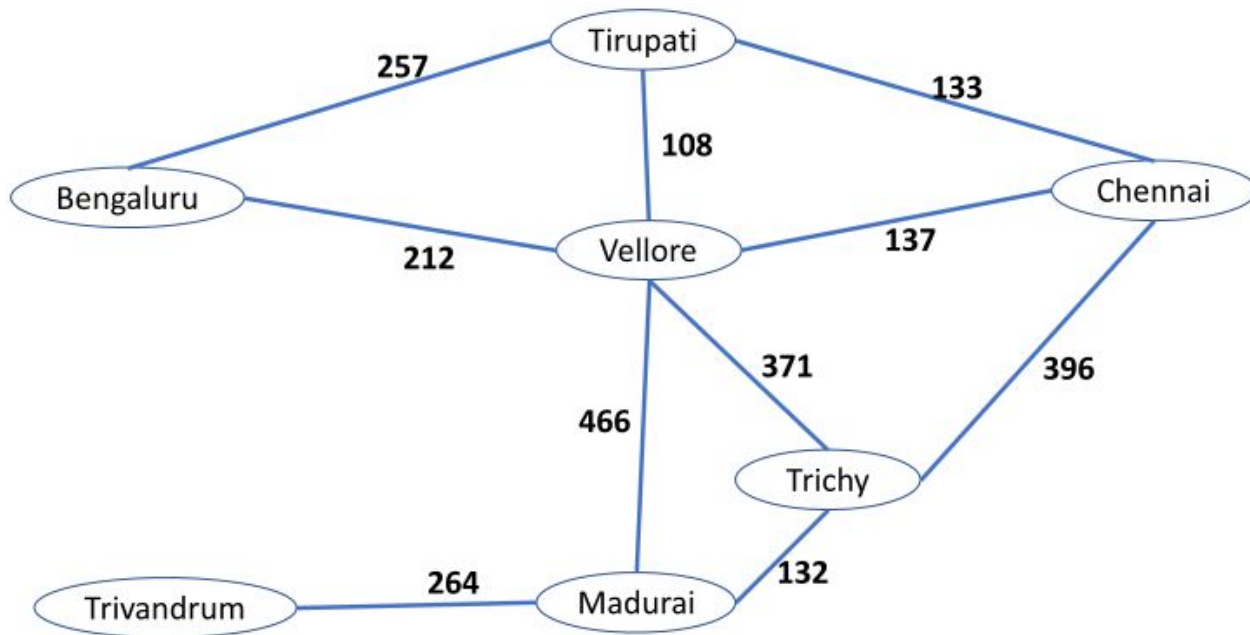 Tirupati
257
133
108
Bengaluru
Chennai
Vellore
212
137
371
396
466
Trichy
132
264
Trivandrum
Madurai